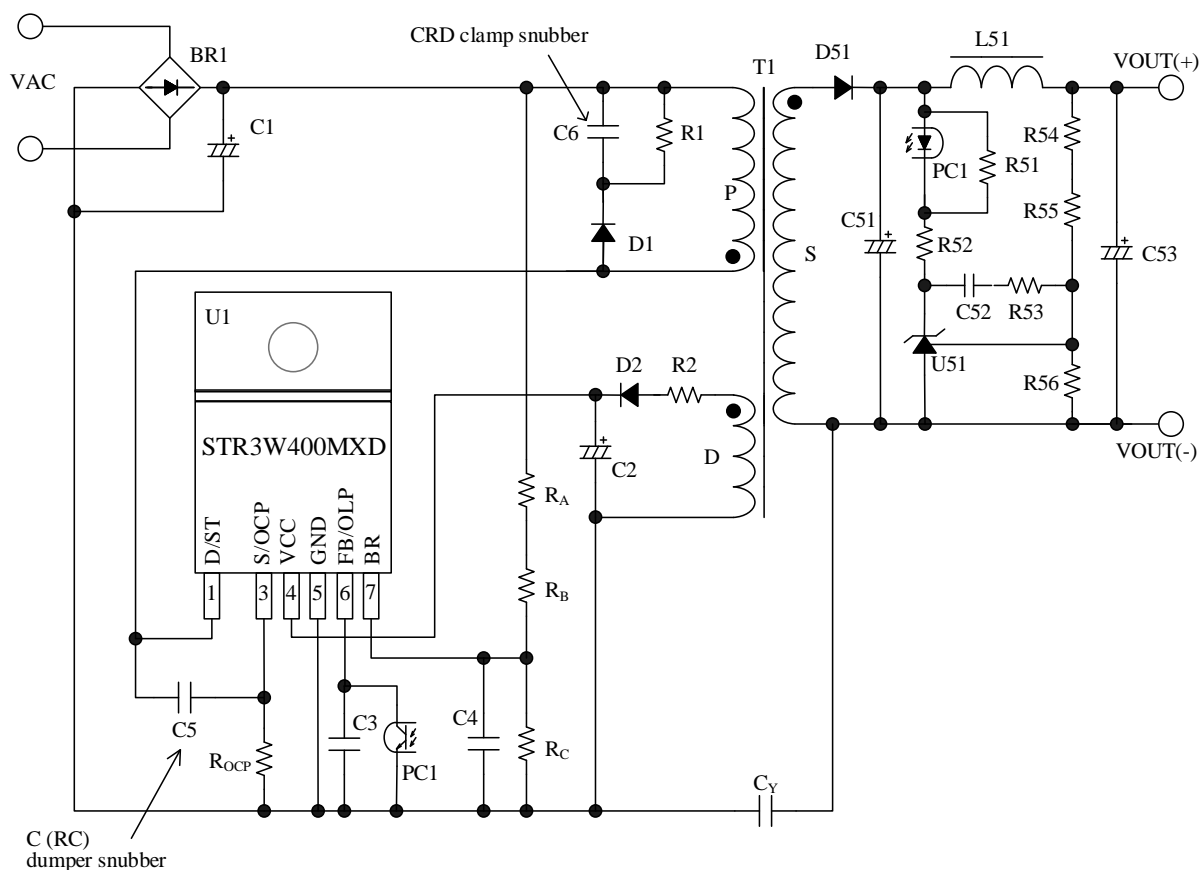 CRD clamp snubber
BR1
VAC
C1
C6
R1
T1
D51
L51
VOUT(+)
P
D1
S
C51
PC1
R51
R52
C52
R53
U51
R54
R55
R56
C53
VOUT(-)
U1
STR3W400MXD
D/ST
S/OCP
VCC
GND
FB/OLP
BR
1
3
4
5
6
7
D2
R2
C2
D
RA
RB
RC
C5
ROCP
C3
PC1
C4
CY
C (RC)
dumper snubber